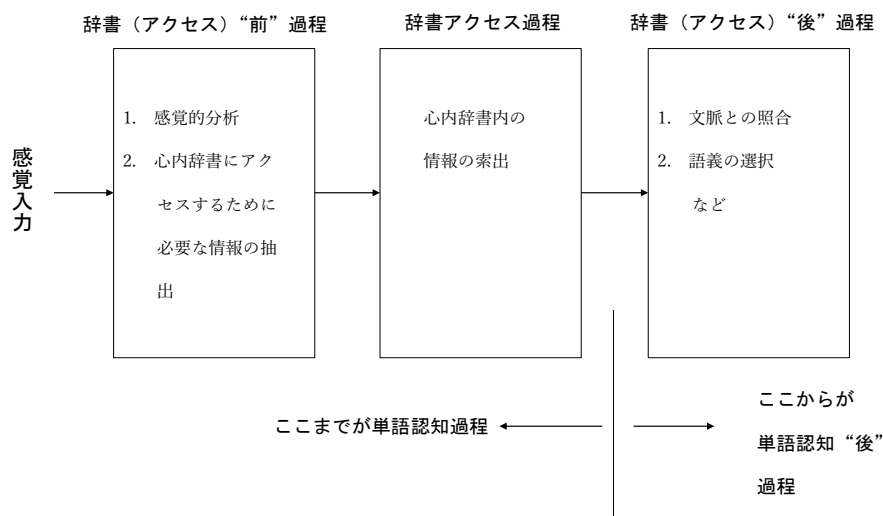 辞書（アクセス）“前”過程
辞書アクセス過程
辞書（アクセス）“後”過程
感覚入力
1. 感覚的分析
2. 心内辞書にアク
セスするために
必要な情報の抽
出
心内辞書内の
情報の索出
1. 文脈との照合
2. 語義の選択
など
ここまでが単語認知過程
ここからが
単語認知“後”
過程